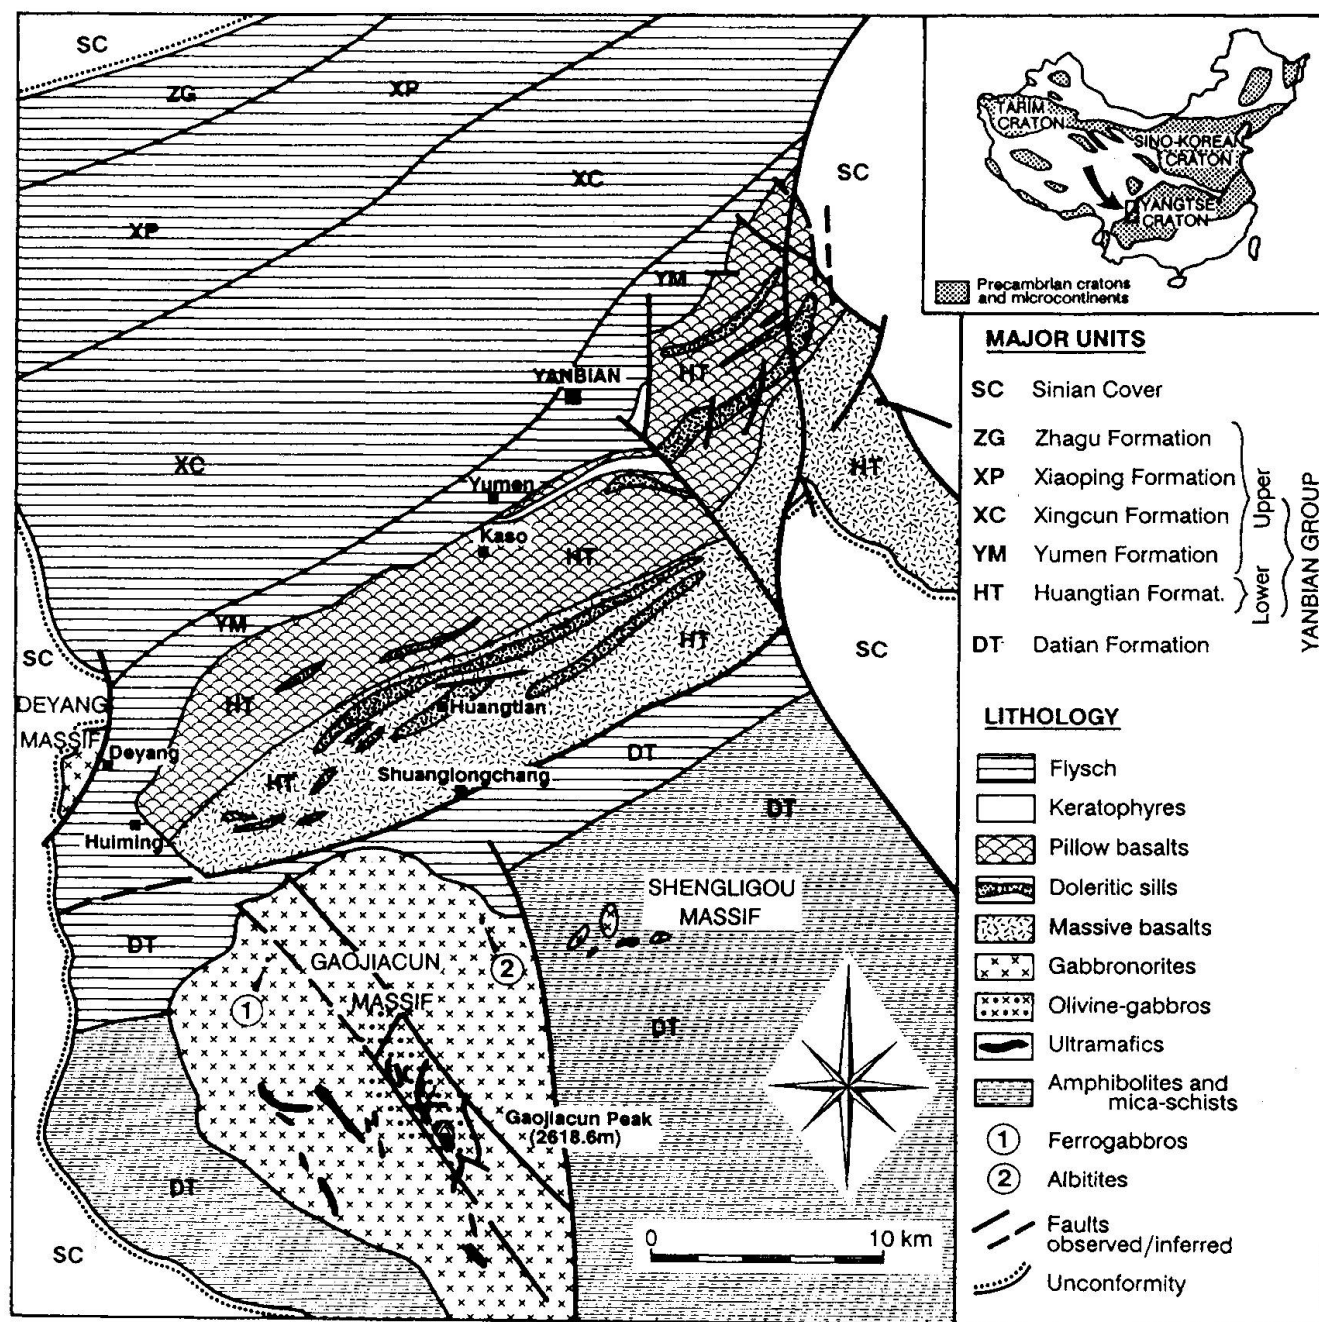 SC
ZG
XP
XC
XP
SC
YM
HT
YANBIAN
XC
HT
Yumen
Kaso
HT
YM
HT
SC
SC
DEYANG
MASSIF
HT
Huangtian
Deyang
DT
Shuanglongchang
HT
DT
Huiming
SHENGLIGOU
MASSIF
DT
GAOJIACUN
MASSIF
1
2
DT
Gaojiacun Peak
(2618.6m)
DT
SC
0 10 km
TARIM
CRATON
SINO-KOREAN
CRATON
YANGTSE
CRATON
Precambrian cratons
and microcontinents
MAJOR UNITS
SC Sinian Cover
ZG Zhagu Formation
XP Xiaoping Formation
XC Xingcun Formation
YM Yumen Formation
HT Huangtian Format.
DT Datian Formation
Upper
Lower
YANBIAN GROUP
LITHOLOGY
Flysch
Keratophyres
Pillow basalts
Doleritic sills
Massive basalts
Gabbronorites
Olivine-gabbros
Ultramafics
Amphibolites and
mica-schists
1 Ferrogabbros
2 Albitites
Faults
observed/inferred
Unconformity